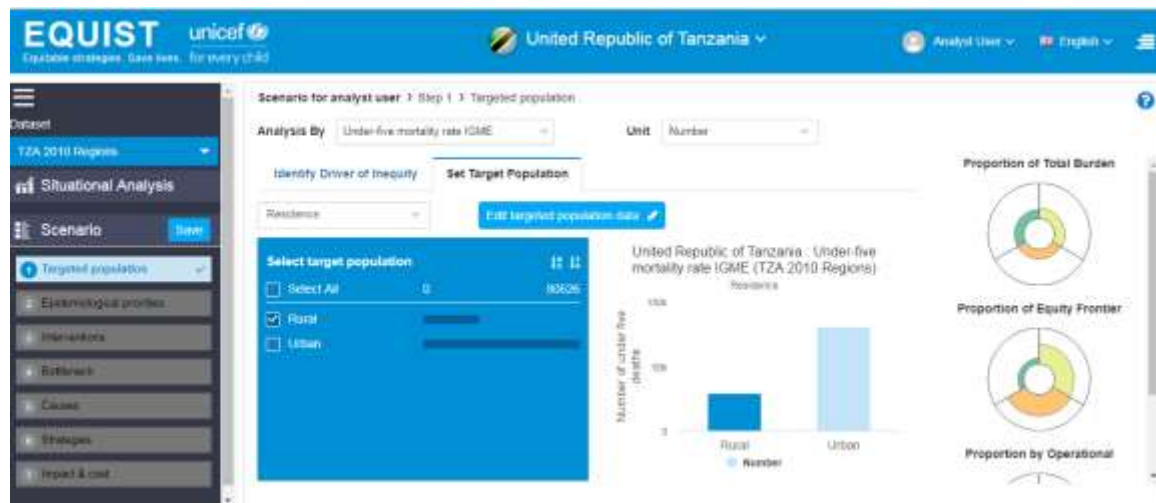 EQUIST
unicef
Equitable strategies. Save lives.
for every child
United Republic of Tanzania
Analyst User
English
Dataset
TZA 2010 Regions
Situational Analysis
Scenario
Save
1 Targeted population
2 Epidemiological priorities
Interventions
Bottleneck
Causes
Strategies
Impact & cost
Scenario for analyst user > Step 1 > Targeted population
Analysis By
Under-five mortality rate IGME
Unit
Number
Identify Driver of Inequity
Set Target Population
Residence
Edit targeted population data
Select target population
Select All
0
Rural
Urban
United Republic of Tanzania : Under-five
mortality rate IGME (TZA 2010 Regions)
Residence
Number of under five
deaths
0
Rural
Urban
Number
Proportion of Total Burden
Proportion of Equity Frontier
Proportion by Operational